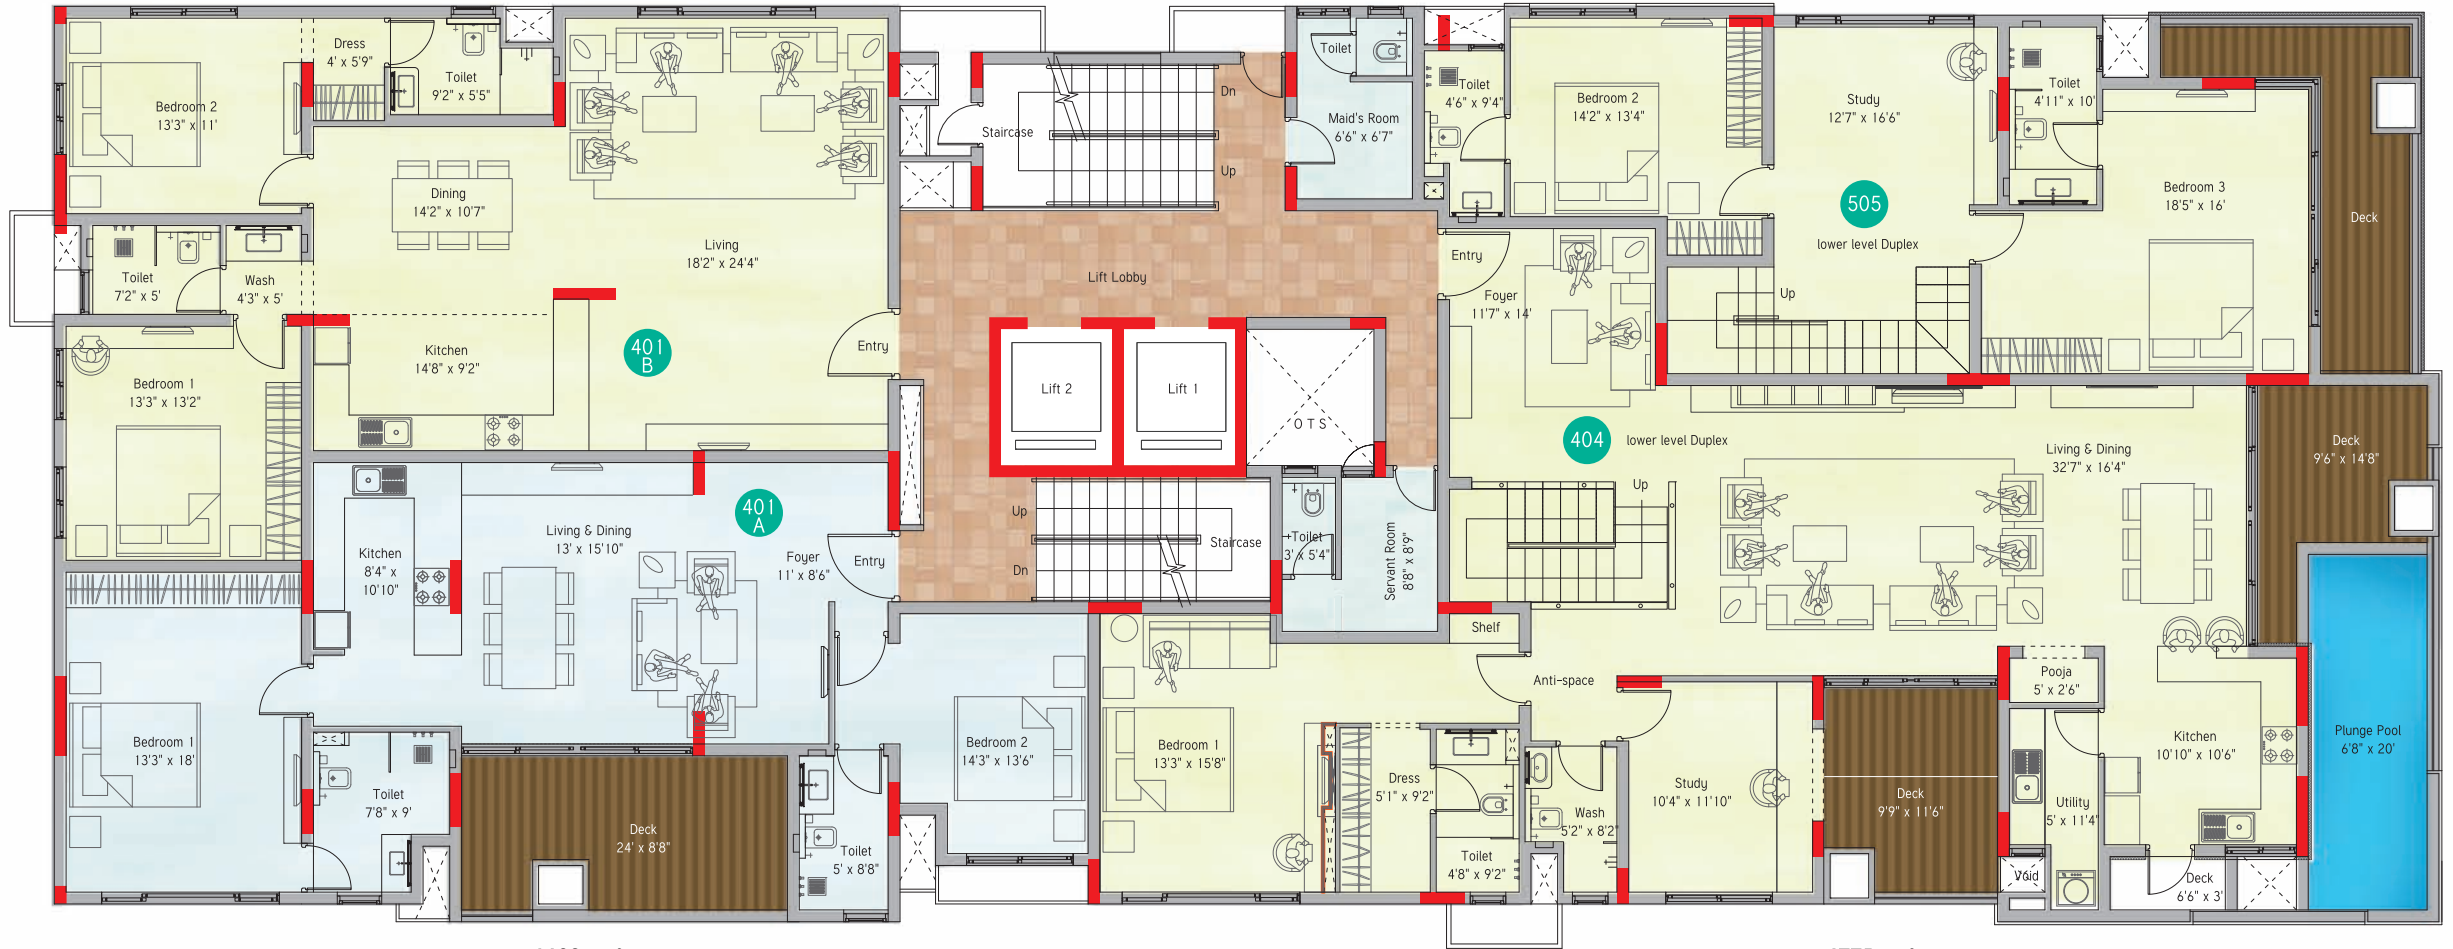 Bedroom 2
13'3" x 11'
Dress
4' x 5'9"
Toilet
9'2" x 5'5"
Dining
14'2" x 10'7"
Living
18'2" x 24'4"
Toilet
7'2" x 5'
Wash
4'3" x 5'
Bedroom 1
13'3" x 13'2"
Kitchen
14'8" x 9'2"
401
B
Entry
Living & Dining
13' x 15'10"
401
A
Kitchen
8'4" x
10'10"
Foyer
11' x 8'6"
Entry
Bedroom 1
13'3" x 18'
Toilet
7'8" x 9'
Deck
24' x 8'8"
Toilet
5' x 8'8"
Bedroom 2
14'3" x 13'6"
Staircase
Dn
Up
Lift Lobby
Lift 2
Lift 1
OTS
Up
Dn
Staircase
Toilet
3' x 5'4"
Servant Room
8'8" x 8'9"
Toilet
Maid's Room
6'6" x 6'7"
Toilet
4'6" x 9'4"
Bedroom 2
14'2" x 13'4"
Study
12'7" x 16'6"
505
lower level Duplex
Toilet
4'11" x 10'
Bedroom 3
18'5" x 16'
Deck
Entry
Foyer
11'7" x 14'
Up
404
lower level Duplex
Living & Dining
32'7" x 16'4"
Deck
9'6" x 14'8"
Up
Shelf
Anti-space
Pooja
5' x 2'6"
Bedroom 1
13'3" x 15'8"
Dress
5'1" x 9'2"
Toilet
4'8" x 9'2"
Wash
5'2" x 8'2"
Study
10'4" x 11'10"
Deck
9'9" x 11'6"
Utility
5' x 11'4"
Kitchen
10'10" x 10'6"
Plunge Pool
6'8" x 20'
Void
Deck
6'6" x 3'